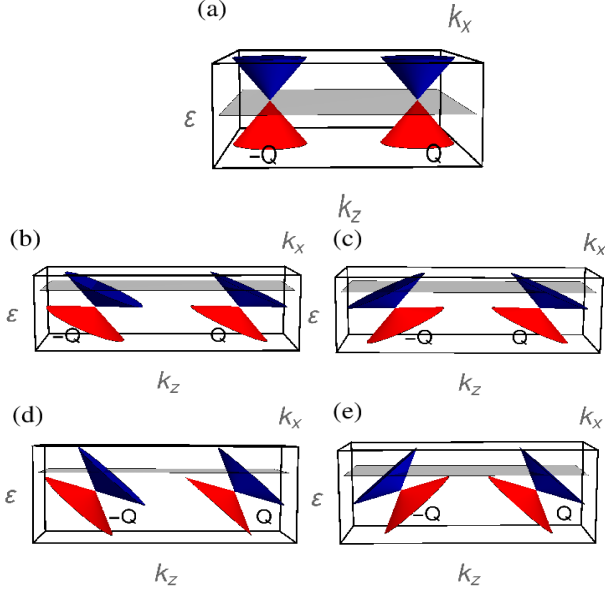 (a)
k_x
ε
-Q Q
k_z
(b) k_x (c) k_x
ε ε
-Q Q -Q Q
k_z k_z
(d) k_x (e) k_x
ε ε
-Q Q -Q Q
k_z k_z